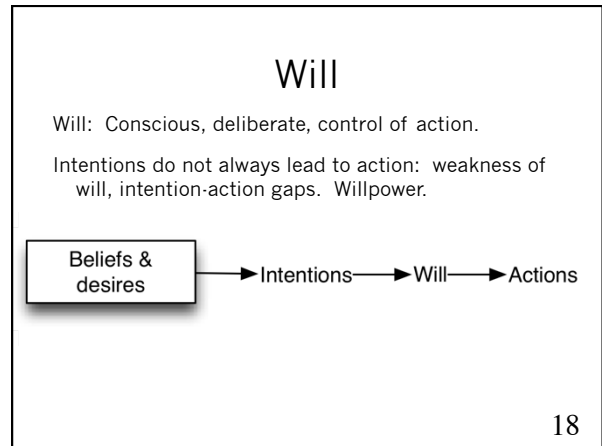 Will
Will: Conscious, deliberate, control of action.
Intentions do not always lead to action: weakness of
will, intention-action gaps. Willpower.
Beliefs &
desires
Intentions
Will
Actions
18